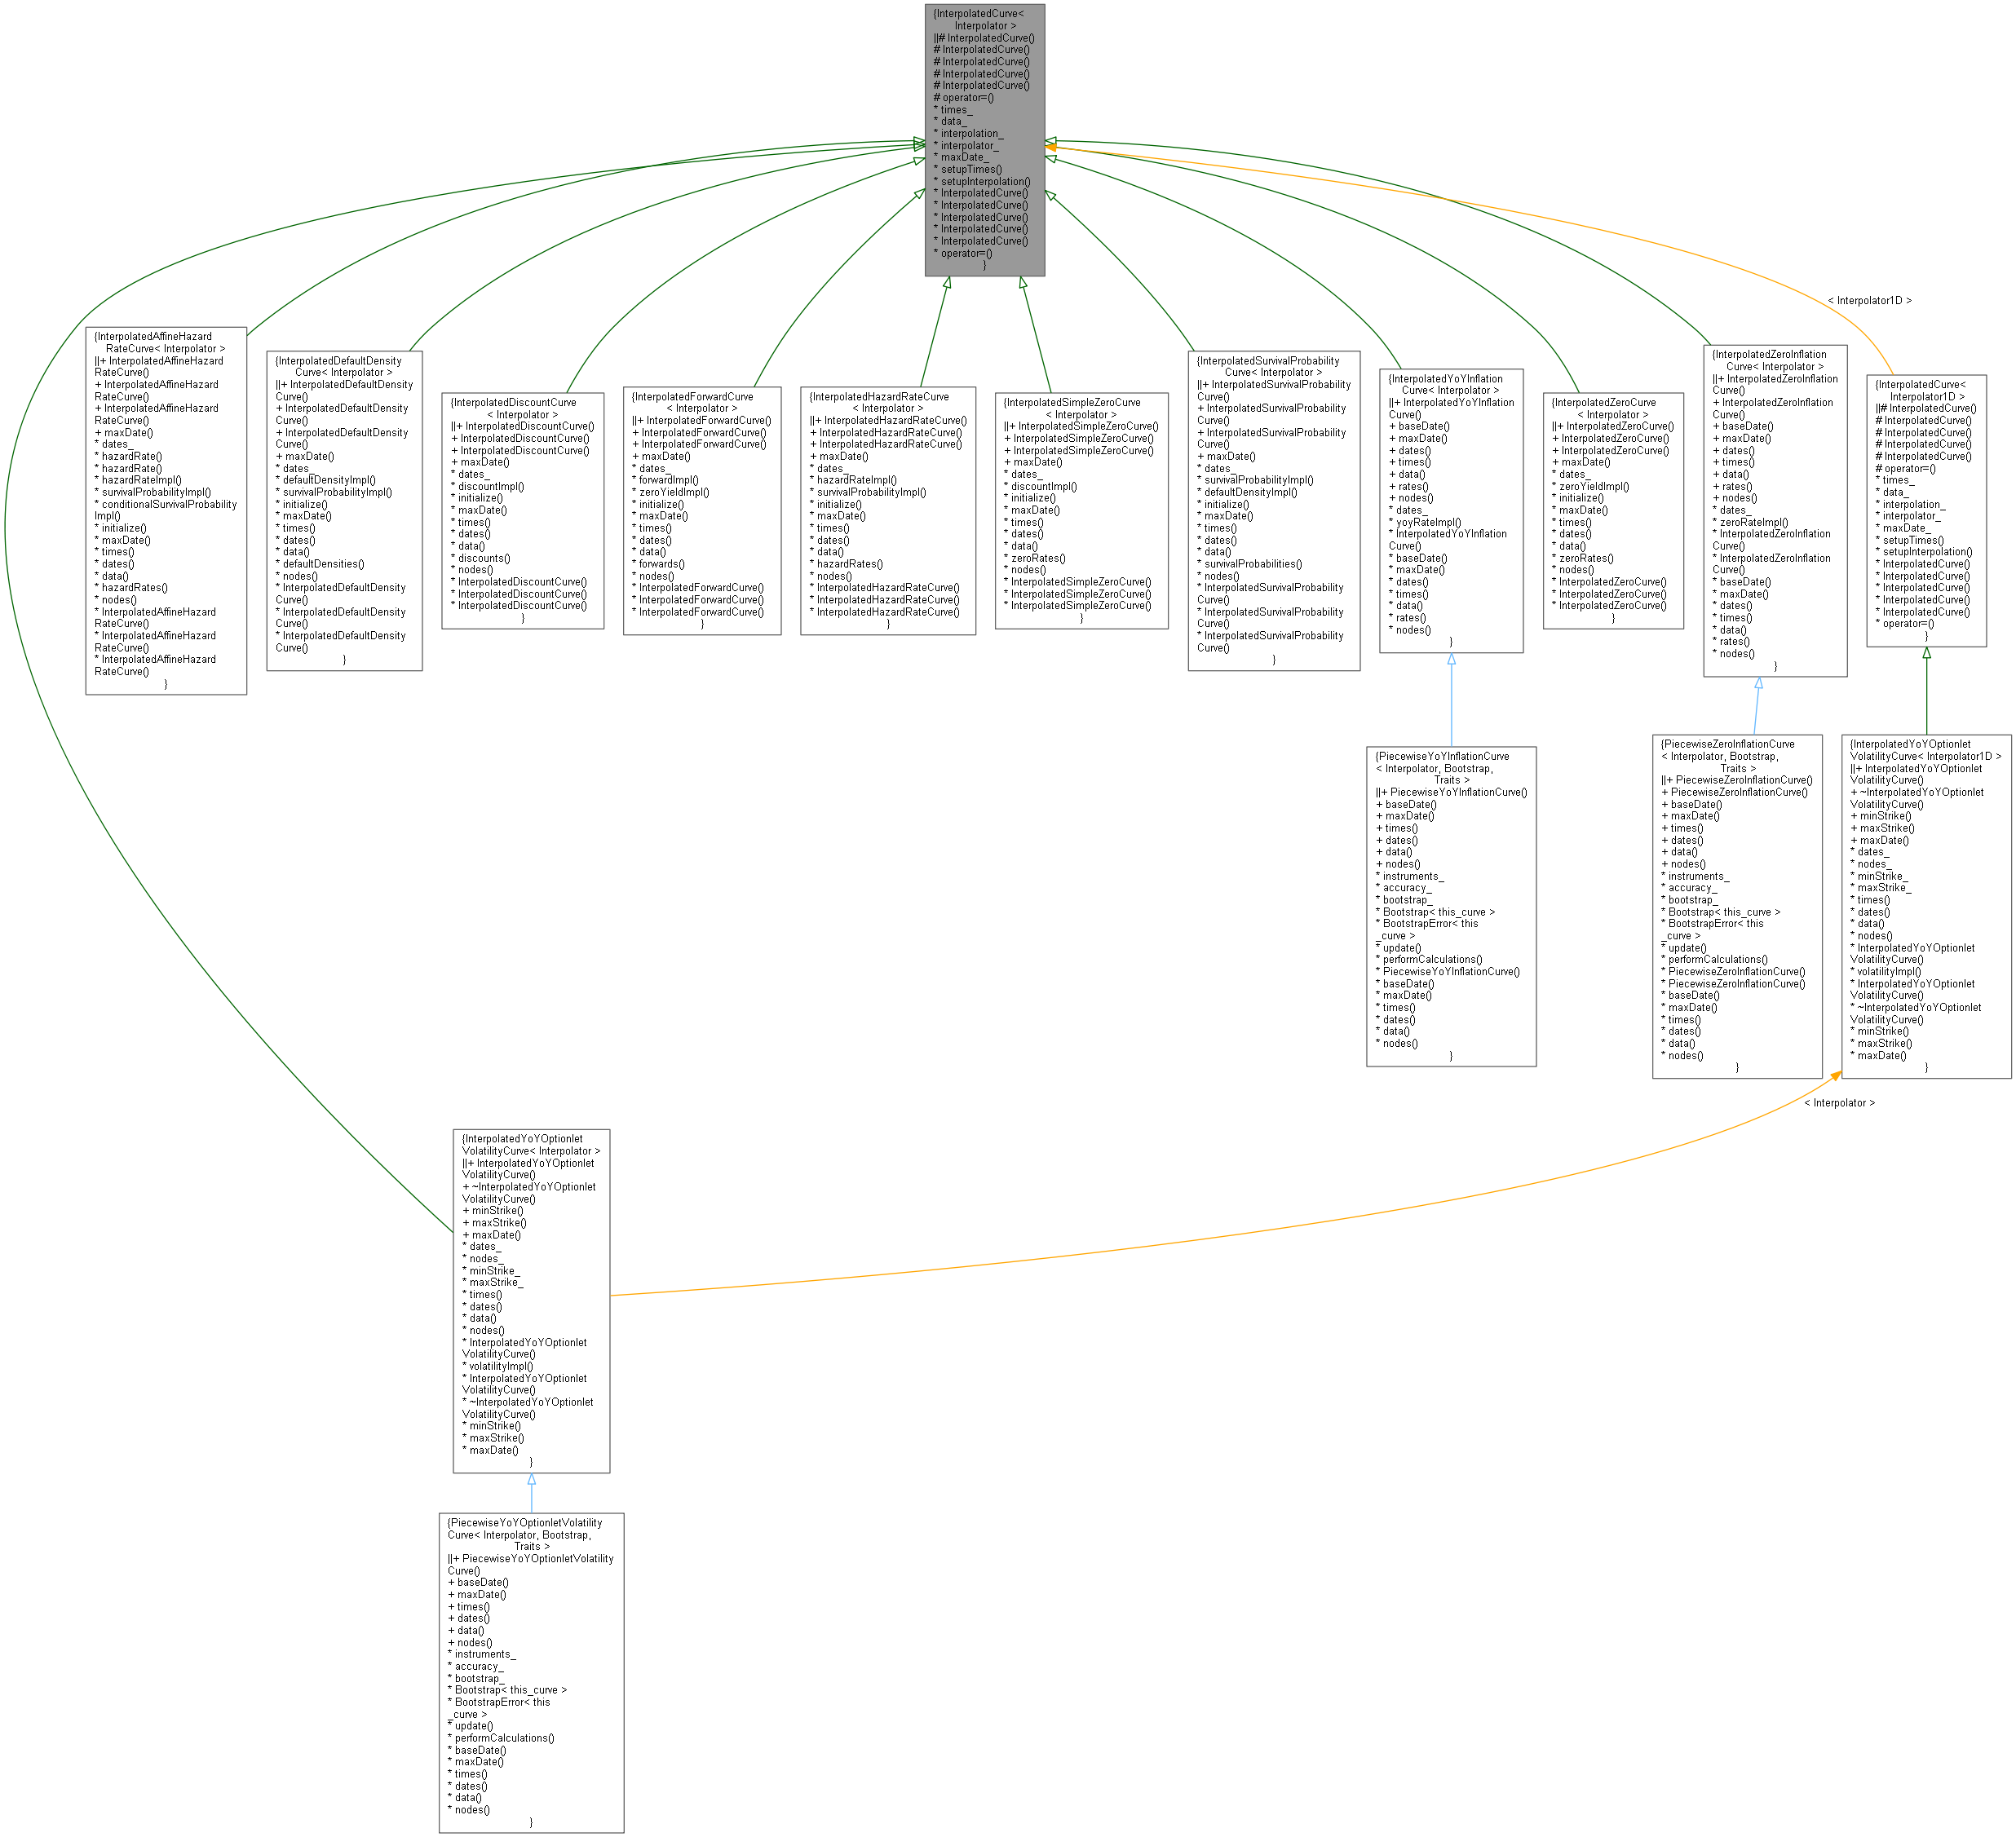 {InterpolatedCurve<
Interpolator >
||# InterpolatedCurve()
# InterpolatedCurve()
# InterpolatedCurve()
# InterpolatedCurve()
# InterpolatedCurve()
# operator=()
* times_
* data_
* interpolation_
* interpolator_
* maxDate_
* setupTimes()
* setupInterpolation()
* InterpolatedCurve()
* InterpolatedCurve()
* InterpolatedCurve()
* InterpolatedCurve()
* InterpolatedCurve()
* operator=()
}
< Interpolator1D >
{InterpolatedAffineHazard
RateCurve< Interpolator >
||+ InterpolatedAffineHazard
RateCurve()
+ InterpolatedAffineHazard
RateCurve()
+ InterpolatedAffineHazard
RateCurve()
+ maxDate()
* dates_
* hazardRate()
* hazardRate()
* hazardRateImpl()
* survivalProbabilityImpl()
* conditionalSurvivalProbability
Impl()
* initialize()
* maxDate()
* times()
* dates()
* data()
* hazardRates()
* nodes()
* InterpolatedAffineHazard
RateCurve()
* InterpolatedAffineHazard
RateCurve()
* InterpolatedAffineHazard
RateCurve()
}
{InterpolatedDefaultDensity
Curve< Interpolator >
||+ InterpolatedDefaultDensity
Curve()
+ InterpolatedDefaultDensity
Curve()
+ InterpolatedDefaultDensity
Curve()
+ maxDate()
* dates_
* defaultDensityImpl()
* survivalProbabilityImpl()
* initialize()
* maxDate()
* times()
* dates()
* data()
* defaultDensities()
* nodes()
* InterpolatedDefaultDensity
Curve()
* InterpolatedDefaultDensity
Curve()
* InterpolatedDefaultDensity
Curve()
}
{InterpolatedDiscountCurve
< Interpolator >
||+ InterpolatedDiscountCurve()
+ InterpolatedDiscountCurve()
+ InterpolatedDiscountCurve()
+ maxDate()
* dates_
* discountImpl()
* initialize()
* maxDate()
* times()
* dates()
* data()
* discounts()
* nodes()
* InterpolatedDiscountCurve()
* InterpolatedDiscountCurve()
* InterpolatedDiscountCurve()
}
{InterpolatedForwardCurve
< Interpolator >
||+ InterpolatedForwardCurve()
+ InterpolatedForwardCurve()
+ InterpolatedForwardCurve()
+ maxDate()
* dates_
* forwardImpl()
* zeroYieldImpl()
* initialize()
* maxDate()
* times()
* dates()
* data()
* forwards()
* nodes()
* InterpolatedForwardCurve()
* InterpolatedForwardCurve()
* InterpolatedForwardCurve()
}
{InterpolatedHazardRateCurve
< Interpolator >
||+ InterpolatedHazardRateCurve()
+ InterpolatedHazardRateCurve()
+ InterpolatedHazardRateCurve()
+ maxDate()
* dates_
* hazardRateImpl()
* survivalProbabilityImpl()
* initialize()
* maxDate()
* times()
* dates()
* data()
* hazardRates()
* nodes()
* InterpolatedHazardRateCurve()
* InterpolatedHazardRateCurve()
* InterpolatedHazardRateCurve()
}
{InterpolatedSimpleZeroCurve
< Interpolator >
||+ InterpolatedSimpleZeroCurve()
+ InterpolatedSimpleZeroCurve()
+ InterpolatedSimpleZeroCurve()
+ maxDate()
* dates_
* discountImpl()
* initialize()
* maxDate()
* times()
* dates()
* data()
* zeroRates()
* nodes()
* InterpolatedSimpleZeroCurve()
* InterpolatedSimpleZeroCurve()
* InterpolatedSimpleZeroCurve()
}
{InterpolatedSurvivalProbability
Curve< Interpolator >
||+ InterpolatedSurvivalProbability
Curve()
+ InterpolatedSurvivalProbability
Curve()
+ InterpolatedSurvivalProbability
Curve()
+ maxDate()
* dates_
* survivalProbabilityImpl()
* defaultDensityImpl()
* initialize()
* maxDate()
* times()
* dates()
* data()
* survivalProbabilities()
* nodes()
* InterpolatedSurvivalProbability
Curve()
* InterpolatedSurvivalProbability
Curve()
* InterpolatedSurvivalProbability
Curve()
}
{InterpolatedYoYInflation
Curve< Interpolator >
||+ InterpolatedYoYInflation
Curve()
+ baseDate()
+ maxDate()
+ dates()
+ times()
+ data()
+ rates()
+ nodes()
* dates_
* yoyRateImpl()
* InterpolatedYoYInflation
Curve()
* baseDate()
* maxDate()
* dates()
* times()
* data()
* rates()
* nodes()
}
{InterpolatedZeroCurve
< Interpolator >
||+ InterpolatedZeroCurve()
+ InterpolatedZeroCurve()
+ InterpolatedZeroCurve()
+ maxDate()
* dates_
* zeroYieldImpl()
* initialize()
* maxDate()
* times()
* dates()
* data()
* zeroRates()
* nodes()
* InterpolatedZeroCurve()
* InterpolatedZeroCurve()
* InterpolatedZeroCurve()
}
{InterpolatedZeroInflation
Curve< Interpolator >
||+ InterpolatedZeroInflation
Curve()
+ InterpolatedZeroInflation
Curve()
+ baseDate()
+ maxDate()
+ dates()
+ times()
+ data()
+ rates()
+ nodes()
* dates_
* zeroRateImpl()
* InterpolatedZeroInflation
Curve()
* InterpolatedZeroInflation
Curve()
* baseDate()
* maxDate()
* dates()
* times()
* data()
* rates()
* nodes()
}
{InterpolatedCurve<
Interpolator1D >
||# InterpolatedCurve()
# InterpolatedCurve()
# InterpolatedCurve()
# InterpolatedCurve()
# InterpolatedCurve()
# operator=()
* times_
* data_
* interpolation_
* interpolator_
* maxDate_
* setupTimes()
* setupInterpolation()
* InterpolatedCurve()
* InterpolatedCurve()
* InterpolatedCurve()
* InterpolatedCurve()
* InterpolatedCurve()
* operator=()
}
{PiecewiseYoYInflationCurve
< Interpolator, Bootstrap,
Traits >
||+ PiecewiseYoYInflationCurve()
+ baseDate()
+ maxDate()
+ times()
+ dates()
+ data()
+ nodes()
* instruments_
* accuracy_
* bootstrap_
* Bootstrap< this_curve >
* BootstrapError< this
_curve >
* update()
* performCalculations()
* PiecewiseYoYInflationCurve()
* baseDate()
* maxDate()
* times()
* dates()
* data()
* nodes()
}
{PiecewiseZeroInflationCurve
< Interpolator, Bootstrap,
Traits >
||+ PiecewiseZeroInflationCurve()
+ PiecewiseZeroInflationCurve()
+ baseDate()
+ maxDate()
+ times()
+ dates()
+ data()
+ nodes()
* instruments_
* accuracy_
* bootstrap_
* Bootstrap< this_curve >
* BootstrapError< this
_curve >
* update()
* performCalculations()
* PiecewiseZeroInflationCurve()
* PiecewiseZeroInflationCurve()
* baseDate()
* maxDate()
* times()
* dates()
* data()
* nodes()
}
{InterpolatedYoYOptionlet
VolatilityCurve< Interpolator1D >
||+ InterpolatedYoYOptionlet
VolatilityCurve()
+ ~InterpolatedYoYOptionlet
VolatilityCurve()
+ minStrike()
+ maxStrike()
+ maxDate()
* dates_
* nodes_
* minStrike_
* maxStrike_
* times()
* dates()
* data()
* nodes()
* InterpolatedYoYOptionlet
VolatilityCurve()
* volatilityImpl()
* InterpolatedYoYOptionlet
VolatilityCurve()
* ~InterpolatedYoYOptionlet
VolatilityCurve()
* minStrike()
* maxStrike()
* maxDate()
}
< Interpolator >
{InterpolatedYoYOptionlet
VolatilityCurve< Interpolator >
||+ InterpolatedYoYOptionlet
VolatilityCurve()
+ ~InterpolatedYoYOptionlet
VolatilityCurve()
+ minStrike()
+ maxStrike()
+ maxDate()
* dates_
* nodes_
* minStrike_
* maxStrike_
* times()
* dates()
* data()
* nodes()
* InterpolatedYoYOptionlet
VolatilityCurve()
* volatilityImpl()
* InterpolatedYoYOptionlet
VolatilityCurve()
* ~InterpolatedYoYOptionlet
VolatilityCurve()
* minStrike()
* maxStrike()
* maxDate()
}
{PiecewiseYoYOptionletVolatility
Curve< Interpolator, Bootstrap,
Traits >
||+ PiecewiseYoYOptionletVolatility
Curve()
+ baseDate()
+ maxDate()
+ times()
+ dates()
+ data()
+ nodes()
* instruments_
* accuracy_
* bootstrap_
* Bootstrap< this_curve >
* BootstrapError< this
_curve >
* update()
* performCalculations()
* baseDate()
* maxDate()
* times()
* dates()
* data()
* nodes()
}